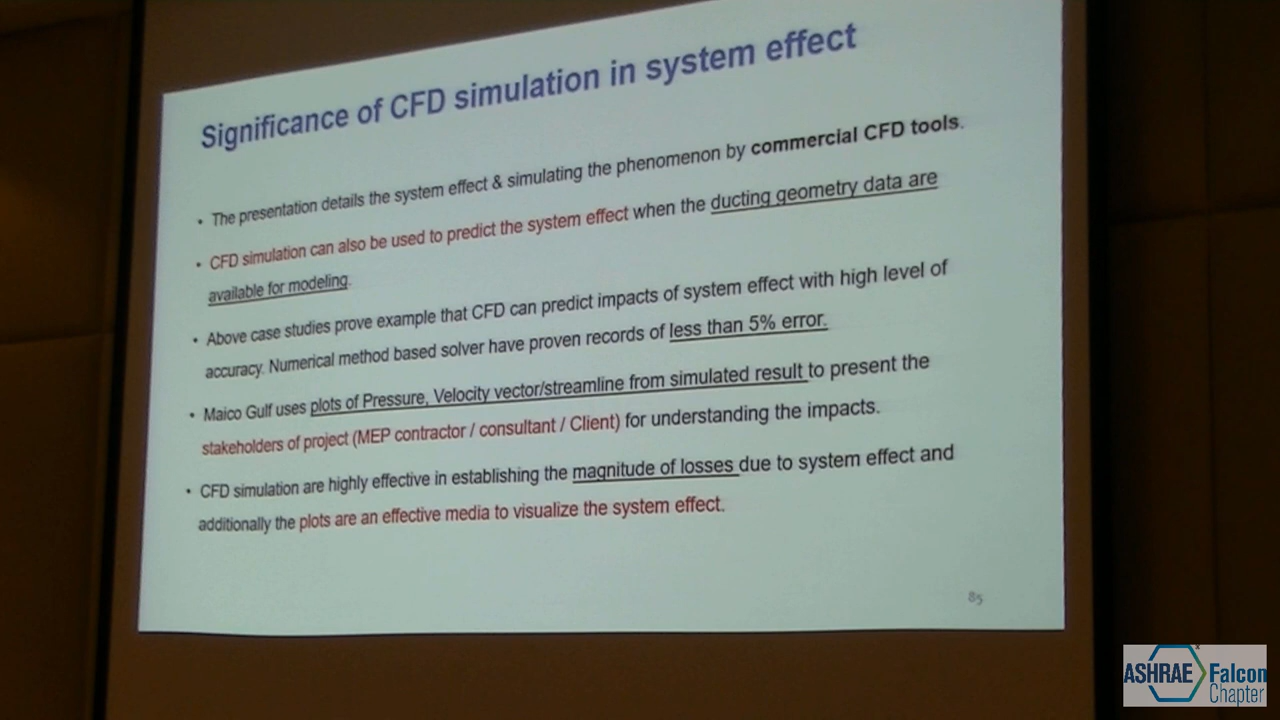 Significance of CFD simulation in system effect
• The presentation details the system effect & simulating the phenomenon by commercial CFD tools.
• CFD simulation can also be used to predict the system effect when the ducting geometry data are
available for modeling.
• Above case studies prove example that CFD can predict impacts of system effect with high level of
accuracy. Numerical method based solver have proven records of less than 5% error.
• Maico Gulf uses plots of Pressure, Velocity vector/streamline from simulated result to present the
stakeholders of project (MEP contractor / consultant / Client) for understanding the impacts.
• CFD simulation are highly effective in establishing the magnitude of losses due to system effect and
additionally the plots are an effective media to visualize the system effect.
85
ASHRAE Falcon
Chapter